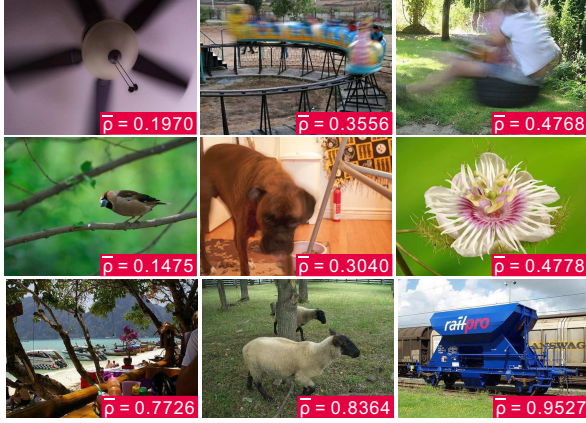 ρ̅ = 0.1970
ρ̅ = 0.3556
ρ̅ = 0.4768
ρ̅ = 0.1475
ρ̅ = 0.3040
ρ̅ = 0.4778
ρ̅ = 0.7726
ρ̅ = 0.8364
railpro
ANSWAG
ρ̅ = 0.9527